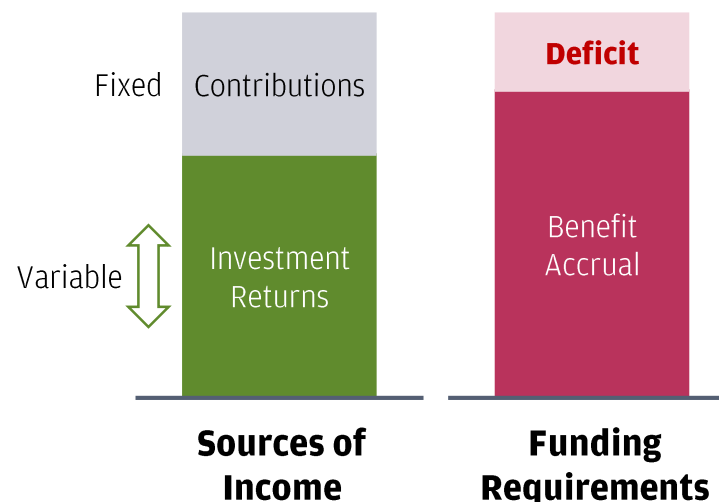 Fixed
Contributions
Variable
Investment
Returns
Sources of
Income
Deficit
Benefit
Accrual
Funding
Requirements